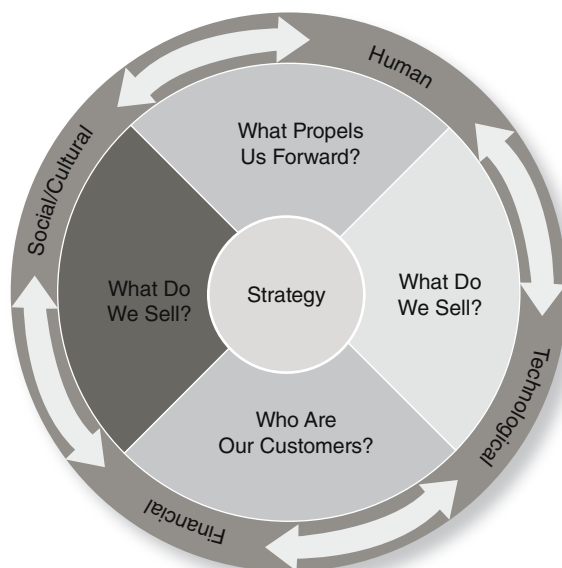 Human
Social/Cultural
What Propels
Us Forward?
What Do
We Sell?
Strategy
What Do
We Sell?
Who Are
Our Customers?
Technological
Financial